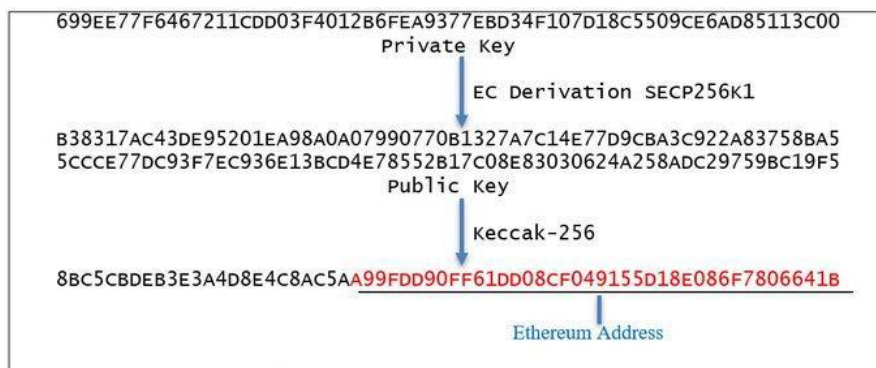 699EE77F6467211CDD03F4012B6FEA9377EBD34F107D18C5509CE6AD85113C00
Private Key
EC Derivation SECP256K1
B38317AC43DE95201EA98A0A07990770B1327A7C14E77D9CBA3C922A83758BA5
5CCCE77DC93F7EC936E13BCD4E78552B17C08E83030624A258ADC29759BC19F5
Public Key
Keccak-256
8BC5CBDEB3E3A4D8E4C8AC5AA99FDD90FF61DD08CF049155D18E086F7806641B
Ethereum Address